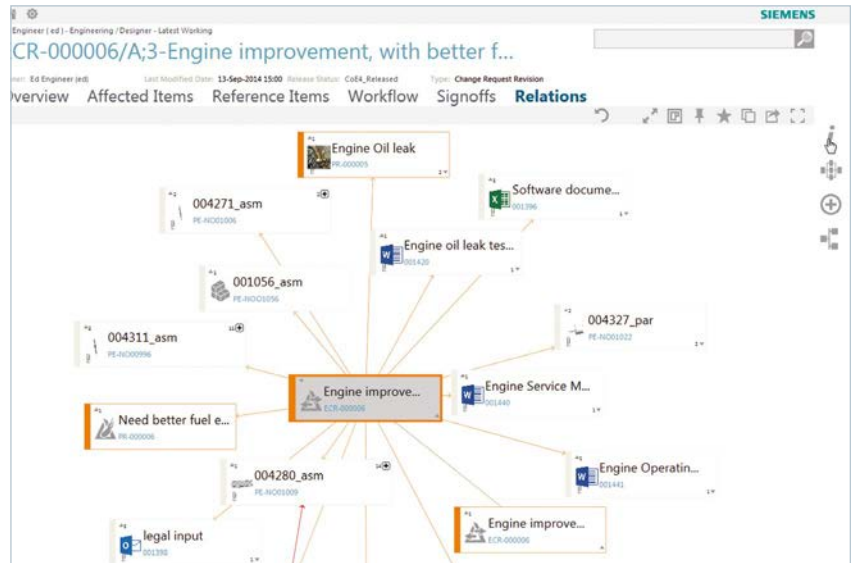 SIEMENS
Engineer ( ed ) - Engineering / Designer - Latest Working
CR-000006/A;3-Engine improvement, with better f...
ner: Ed Engineer (ed) Last Modified Date: 13-Sep-2014 15:00 Release Status: CoE4_Released Type: Change Request Revision
Overview Affected Items Reference Items Workflow Signoffs Relations
Engine Oil leak
PR-000005
004271_asm
PE-NO01006
Software docume...
001396
Engine oil leak tes...
001420
001056_asm
PE-NO01056
004327_par
PE-NO01022
004311_asm
PE-NO00996
Engine improve...
ECR-000006
Engine Service M...
001440
Need better fuel e...
PR-000006
004280_asm
PE-NO01009
Engine Operatin...
001441
Engine improve...
ECR-000006
legal input
001398